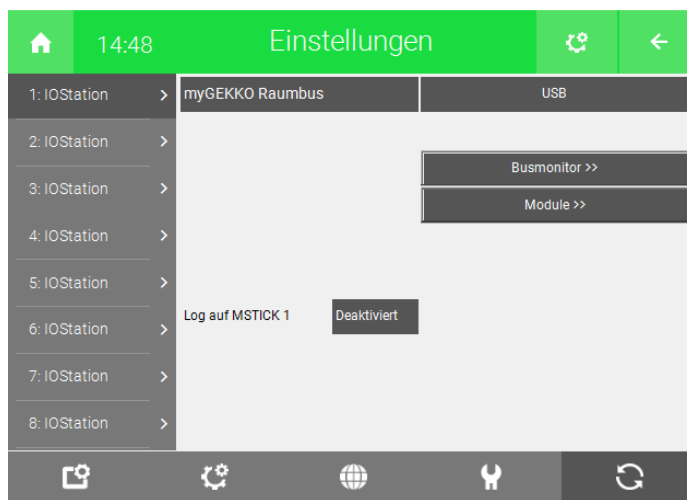 14:48
Einstellungen
1: IOStation
myGEKKO Raumbus
USB
2: IOStation
Busmonitor >>
3: IOStation
Module >>
4: IOStation
5: IOStation
Log auf MSTICK 1
Deaktiviert
6: IOStation
7: IOStation
8: IOStation